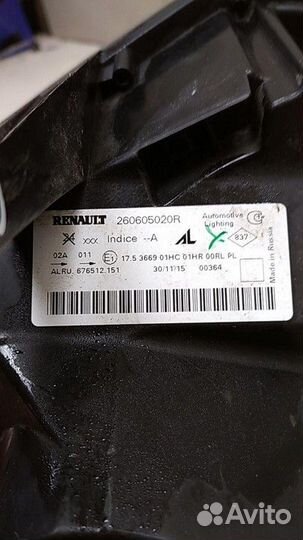 RENAULT 260605020R Automotive Lighting
xxx Indice --A AL 837
02A 011 E1 17.5 3669 01HC 01HR 00RL PL
ALRU. 676512.151 30/11/15 00364
Made in Russia
Avito